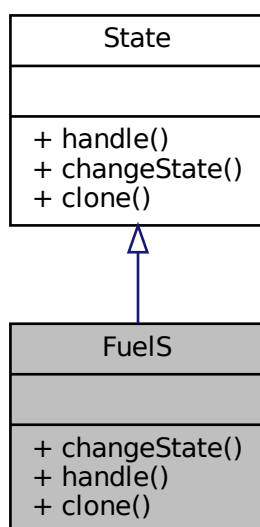 State
+ handle()
+ changeState()
+ clone()
FuelS
+ changeState()
+ handle()
+ clone()